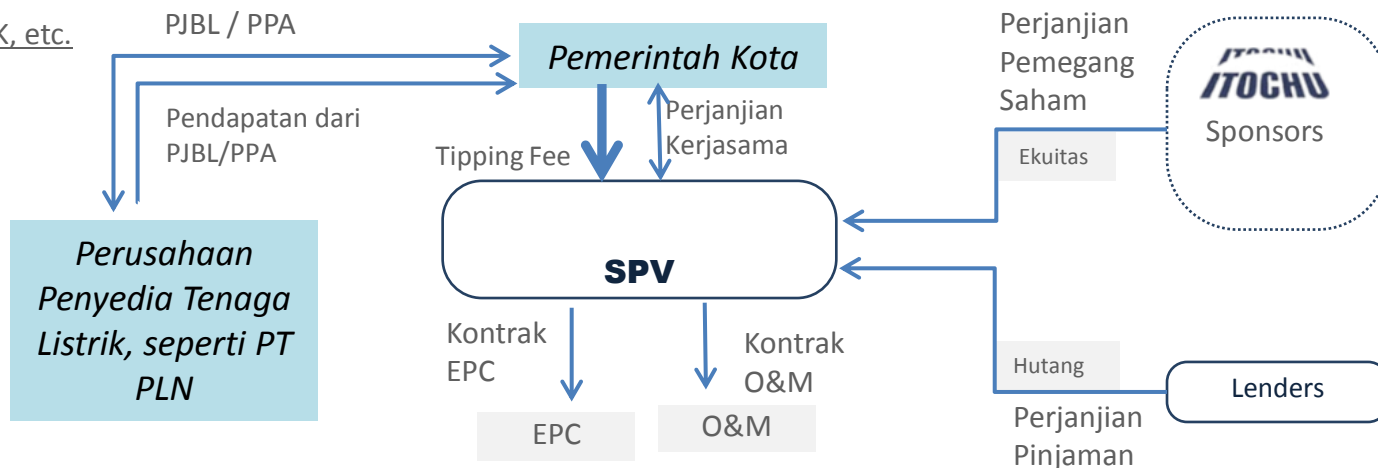 K, etc.
PJBL / PPA
Pendapatan dari
PJBL/PPA
Pemerintah Kota
Tipping Fee
Perjanjian
Kerjasama
Perjanjian
Pemegang
Saham
Ekuitas
ITOCHU
ITOCHU
Sponsors
Perusahaan
Penyedia Tenaga
Listrik, seperti PT
PLN
SPV
Kontrak
EPC
Kontrak
O&M
EPC
O&M
Hutang
Perjanjian
Pinjaman
Lenders